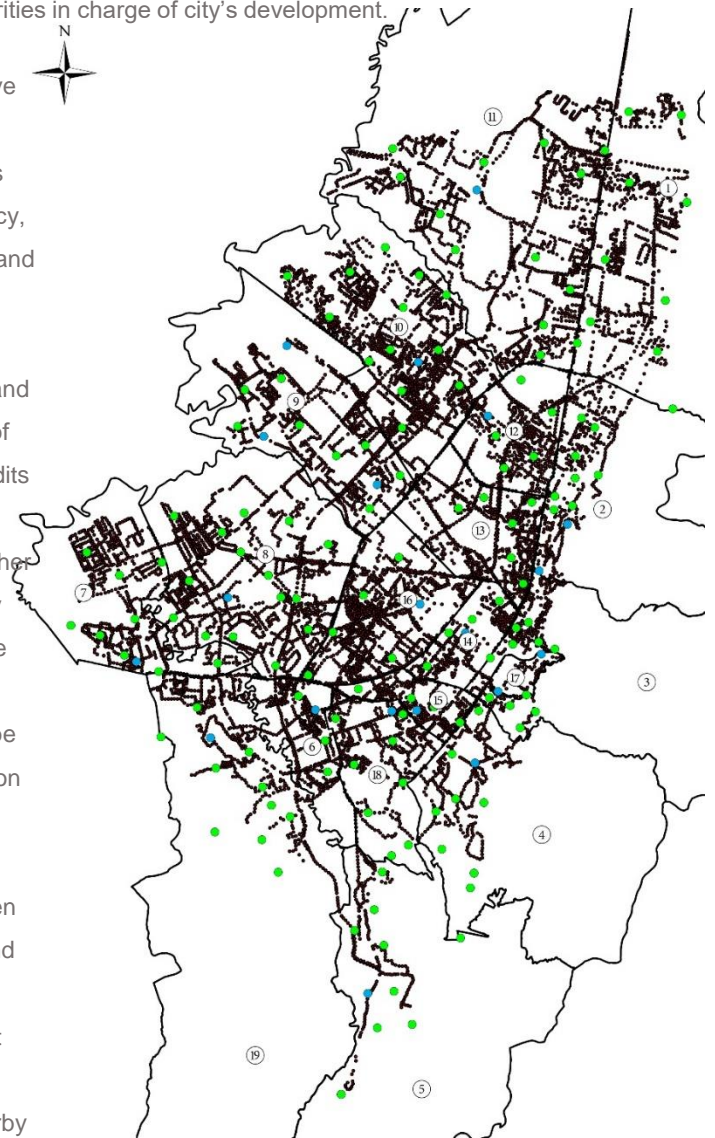 rities in charge of city's development.
N
ve
11
s
1
cy,
and
10
and
9
of
12
dits
2
13
her
8
7
16
14
e
17
3
15
6
on
18
4
en
nd
t
19
5
rby